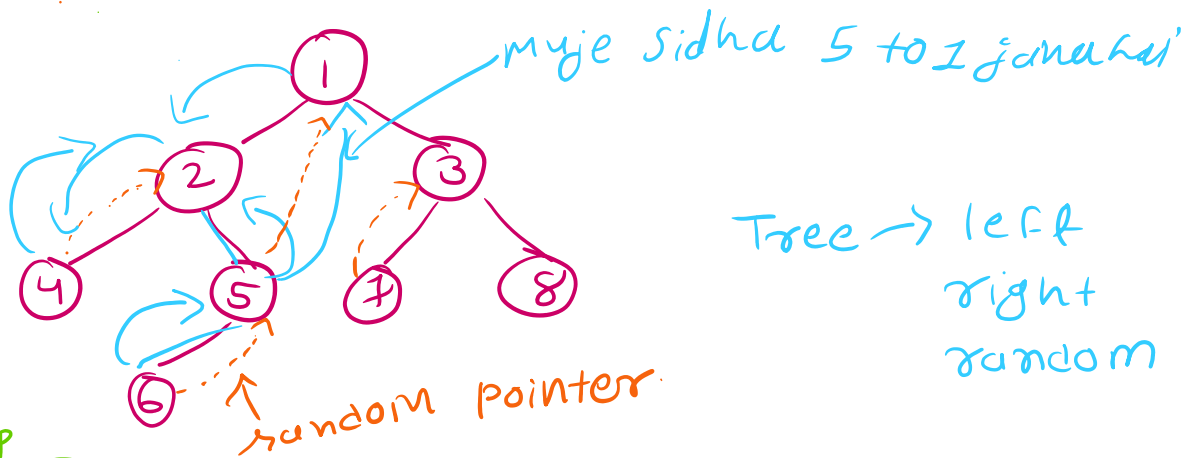 muje sidha 5 to 1 jana hai
1
2
3
Tree → left
right
random
4
5
7
8
6
random pointer